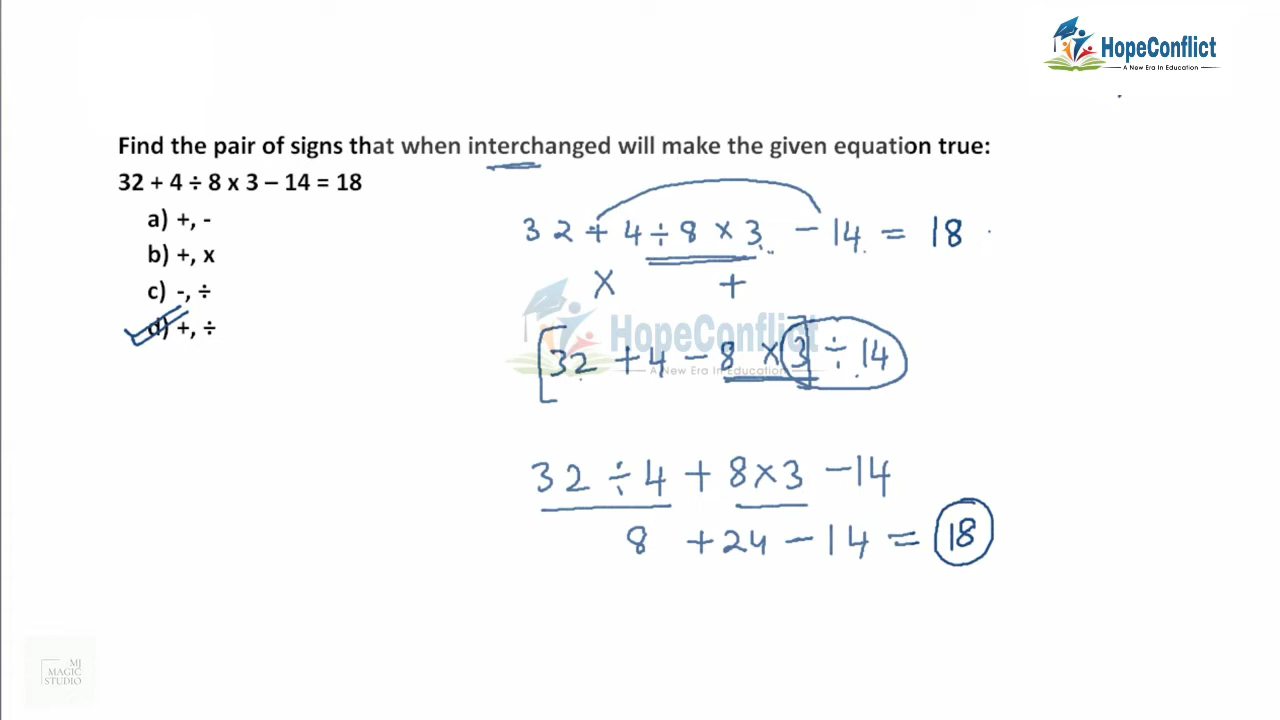 HopeConflict
A New Era In Education
Find the pair of signs that when interchanged will make the given equation true:
32 + 4 ÷ 8 x 3 – 14 = 18
a) +, -
b) +, x
c) -, ÷
d) +, ÷
32 + 4 ÷ 8 × 3 - 14 = 18
× +
HopeConflict
A New Era In Education
[32 + 4 - 8 × 3] ÷ 14
32 ÷ 4 + 8 × 3 - 14
8 + 24 - 14 = 18
MJ
MAGIC
STUDIO